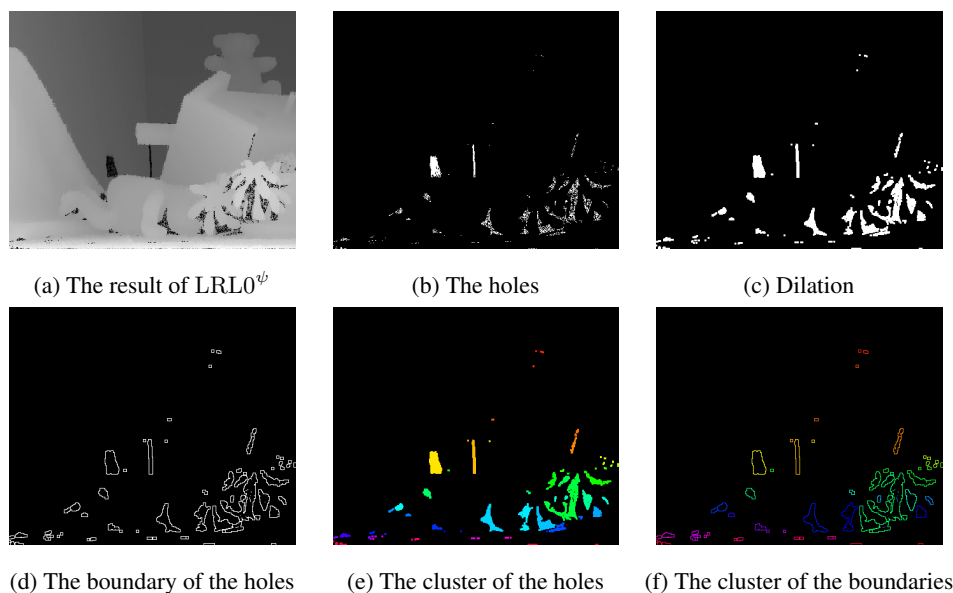 (a) The result of LRL0^ψ
(b) The holes
(c) Dilation
(d) The boundary of the holes
(e) The cluster of the holes
(f) The cluster of the boundaries